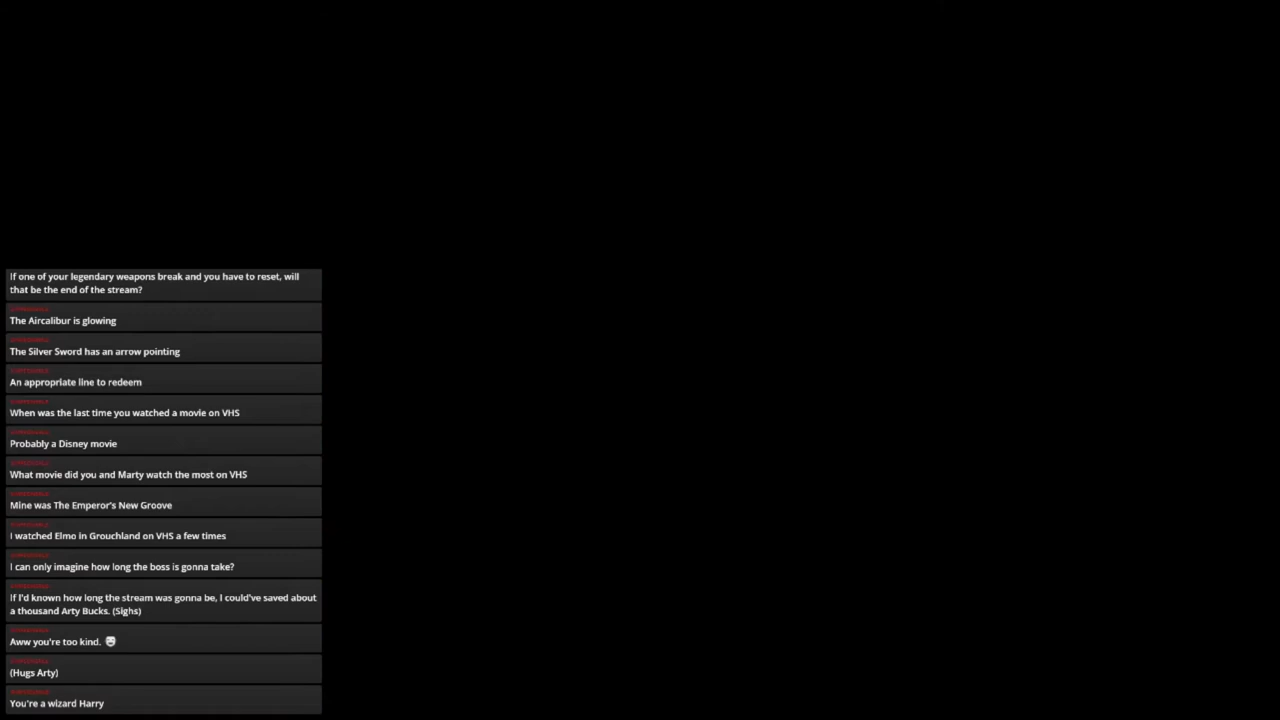 If one of your legendary weapons break and you have to reset, will
that be the end of the stream?
The Aircalibur is glowing
The Silver Sword has an arrow pointing
An appropriate line to redeem
When was the last time you watched a movie on VHS
Probably a Disney movie
What movie did you and Marty watch the most on VHS
Mine was The Emperor's New Groove
I watched Elmo in Grouchland on VHS a few times
I can only imagine how long the boss is gonna take?
If I'd known how long the stream was gonna be, I could've saved about
a thousand Arty Bucks. (Sighs)
Aww you're too kind.
(Hugs Arty)
You're a wizard Harry